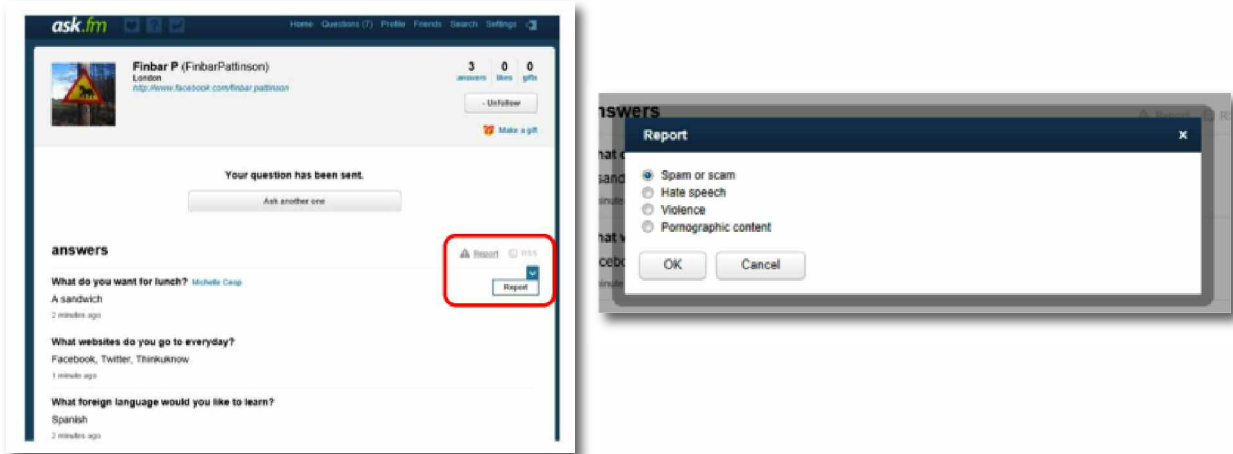 ask.fm
Home Questions (7) Profile Friends Search Settings
Finbar P (FinbarPattinson)
London
http://www.facebook.com/finbar.pattinson
3 0 0
answers likes gifts
- Unfollow
Make a gift
Your question has been sent.
Ask another one
answers
Report RSS
What do you want for lunch? Michelle Ceop
Report
A sandwich
2 minutes ago
What websites do you go to everyday?
Facebook, Twitter, Thinkuknow
1 minute ago
What foreign language would you like to learn?
Spanish
2 minutes ago
nswers
Report
Report x
Spam or scam
Hate speech
Violence
Pornographic content
OK Cancel